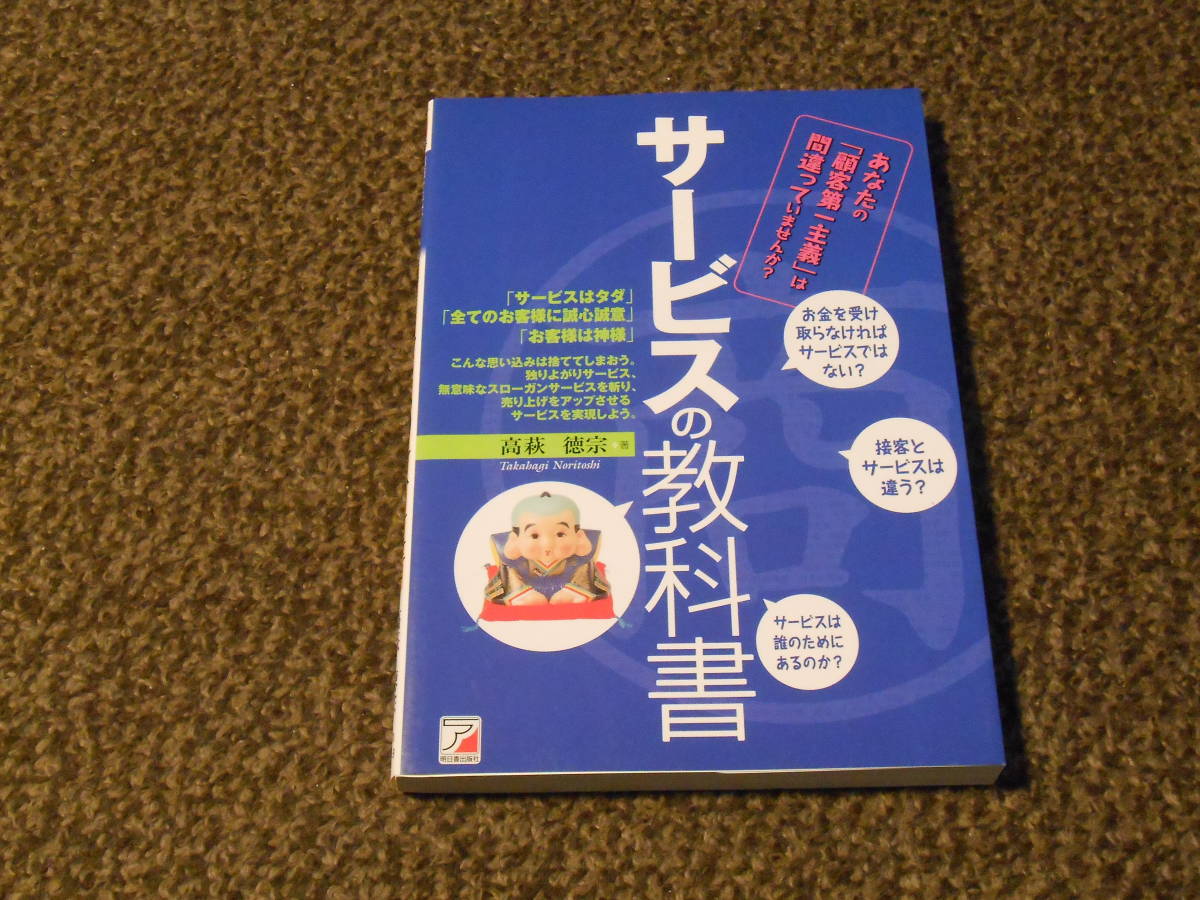 あなたの
「顧客第一主義」は
間違っていませんか?
サービスの教科書
「サービスはタダ」
「全てのお客様に誠心誠意」
「お客様は神様」
こんな思い込みは捨ててしまおう。
独りよがりサービス、
無意味なスローガンサービスを斬り、
売り上げをアップさせる
サービスを実現しよう。
高萩 徳宗・著
Takahagi Noritoshi
お金を受け
取らなければ
サービスでは
ない?
接客と
サービスは
違う?
サービスは
誰のために
あるのか?
明日香出版社